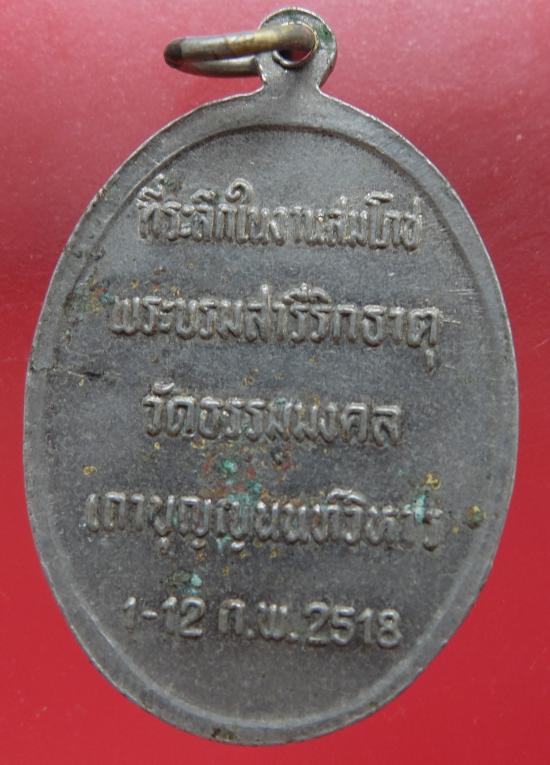 ที่ระลึกในงานสมโภช
พระบรมสารีริกธาตุ
วัดธรรมมงคล
เถาบุญญนนท์วิหาร
1-12 ก.พ. 2518